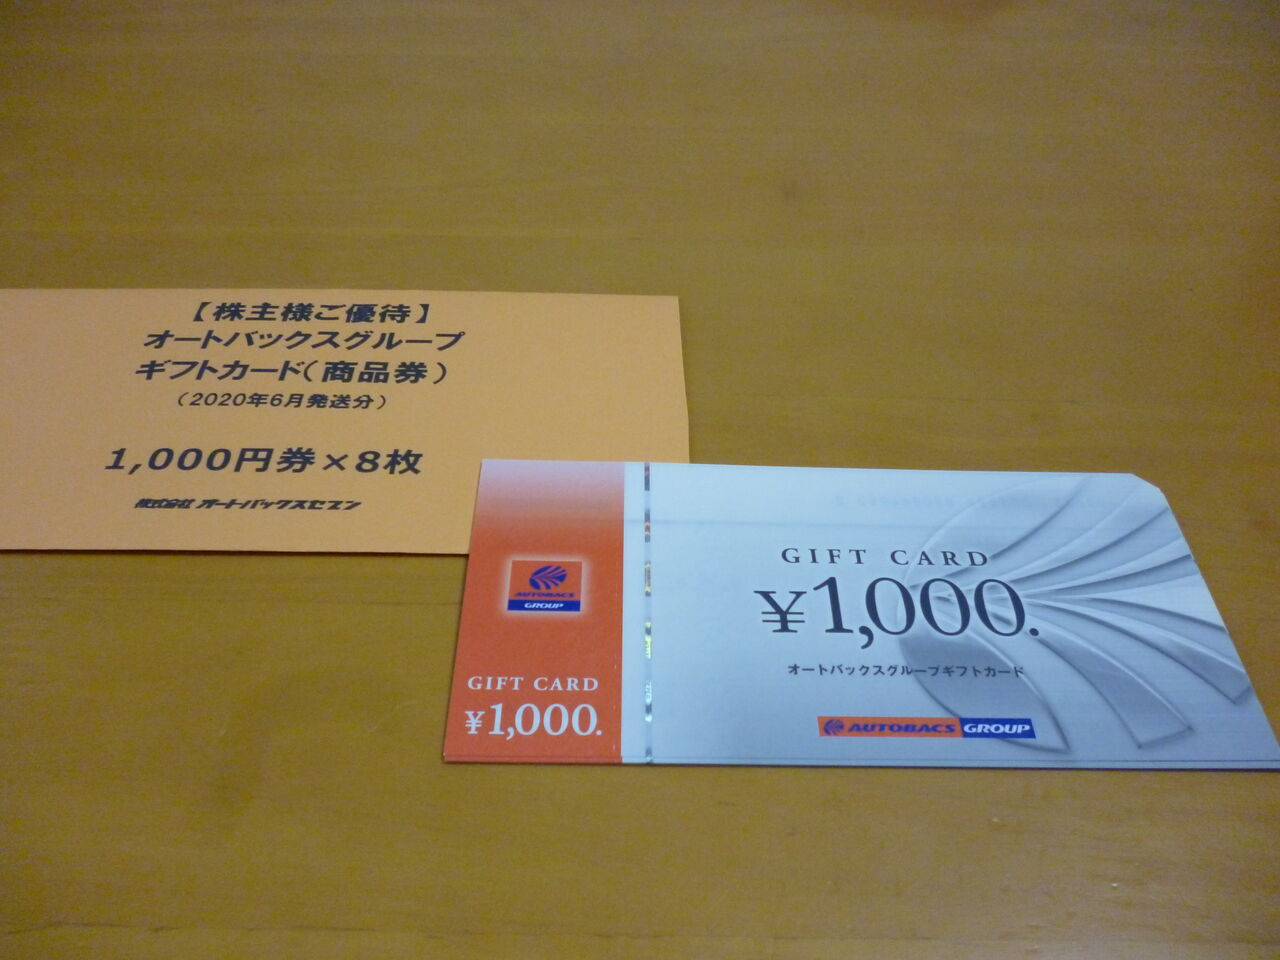 【株主様ご優待】
オートバックスグループ
ギフトカード（商品券）
（2020年6月発送分）
1,000円券×8枚
株式会社 オートバックスセブン
AUTOBACS
GROUP
GIFT CARD
¥1,000.
GIFT CARD
¥1,000.
オートバックスグループギフトカード
AUTOBACS GROUP